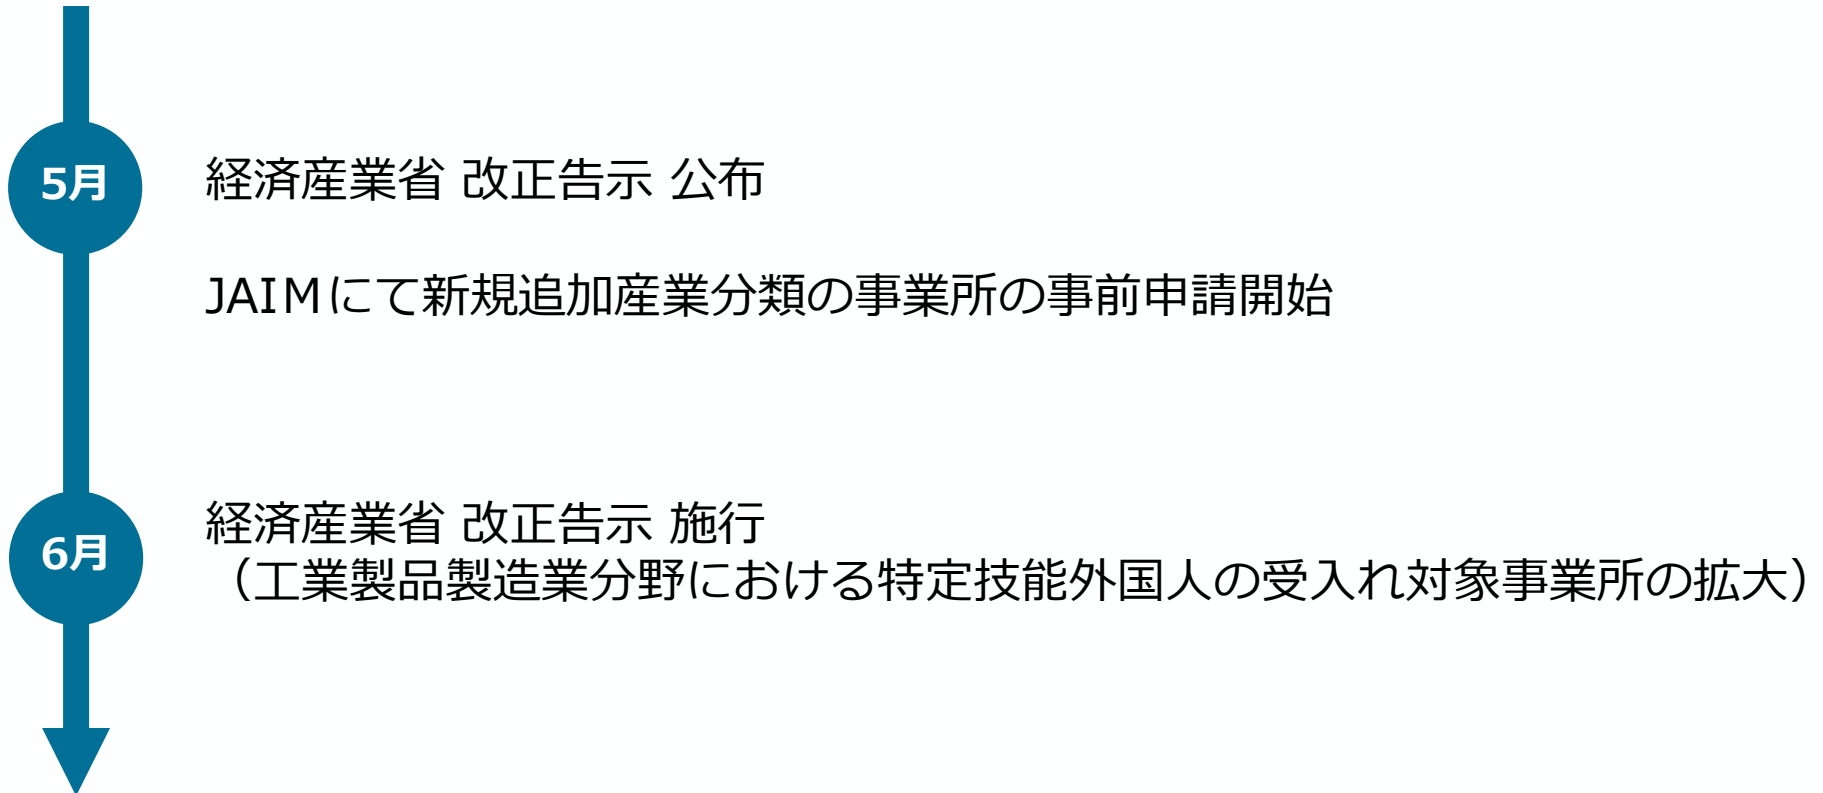 5月
経済産業省 改正告示 公布
JAIMにて新規追加産業分類の事業所の事前申請開始
6月
経済産業省 改正告示 施行
（工業製品製造業分野における特定技能外国人の受入れ対象事業所の拡大）